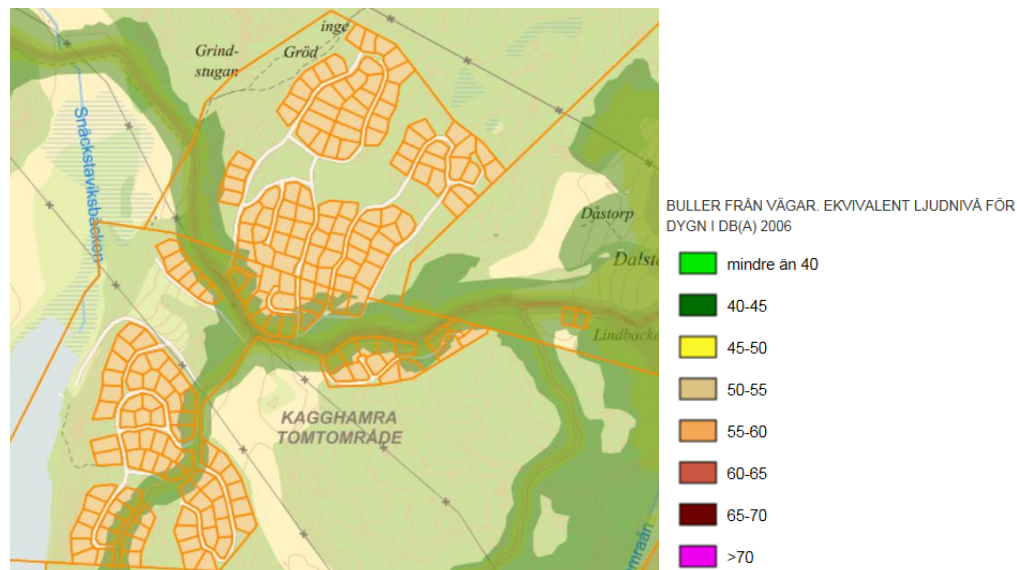 inge
Grind-
stugan
Gröd
Snäckstaviksbäcken
Dåstorp
Lindbacke
KAGGHAMRA
TOMTOMRÅDE
BULLER FRÅN VÄGAR. EKVIVALENT LJUDNIVÅ FÖR
DYGN I DB(A) 2006
mindre än 40
40-45
45-50
50-55
55-60
60-65
65-70
>70